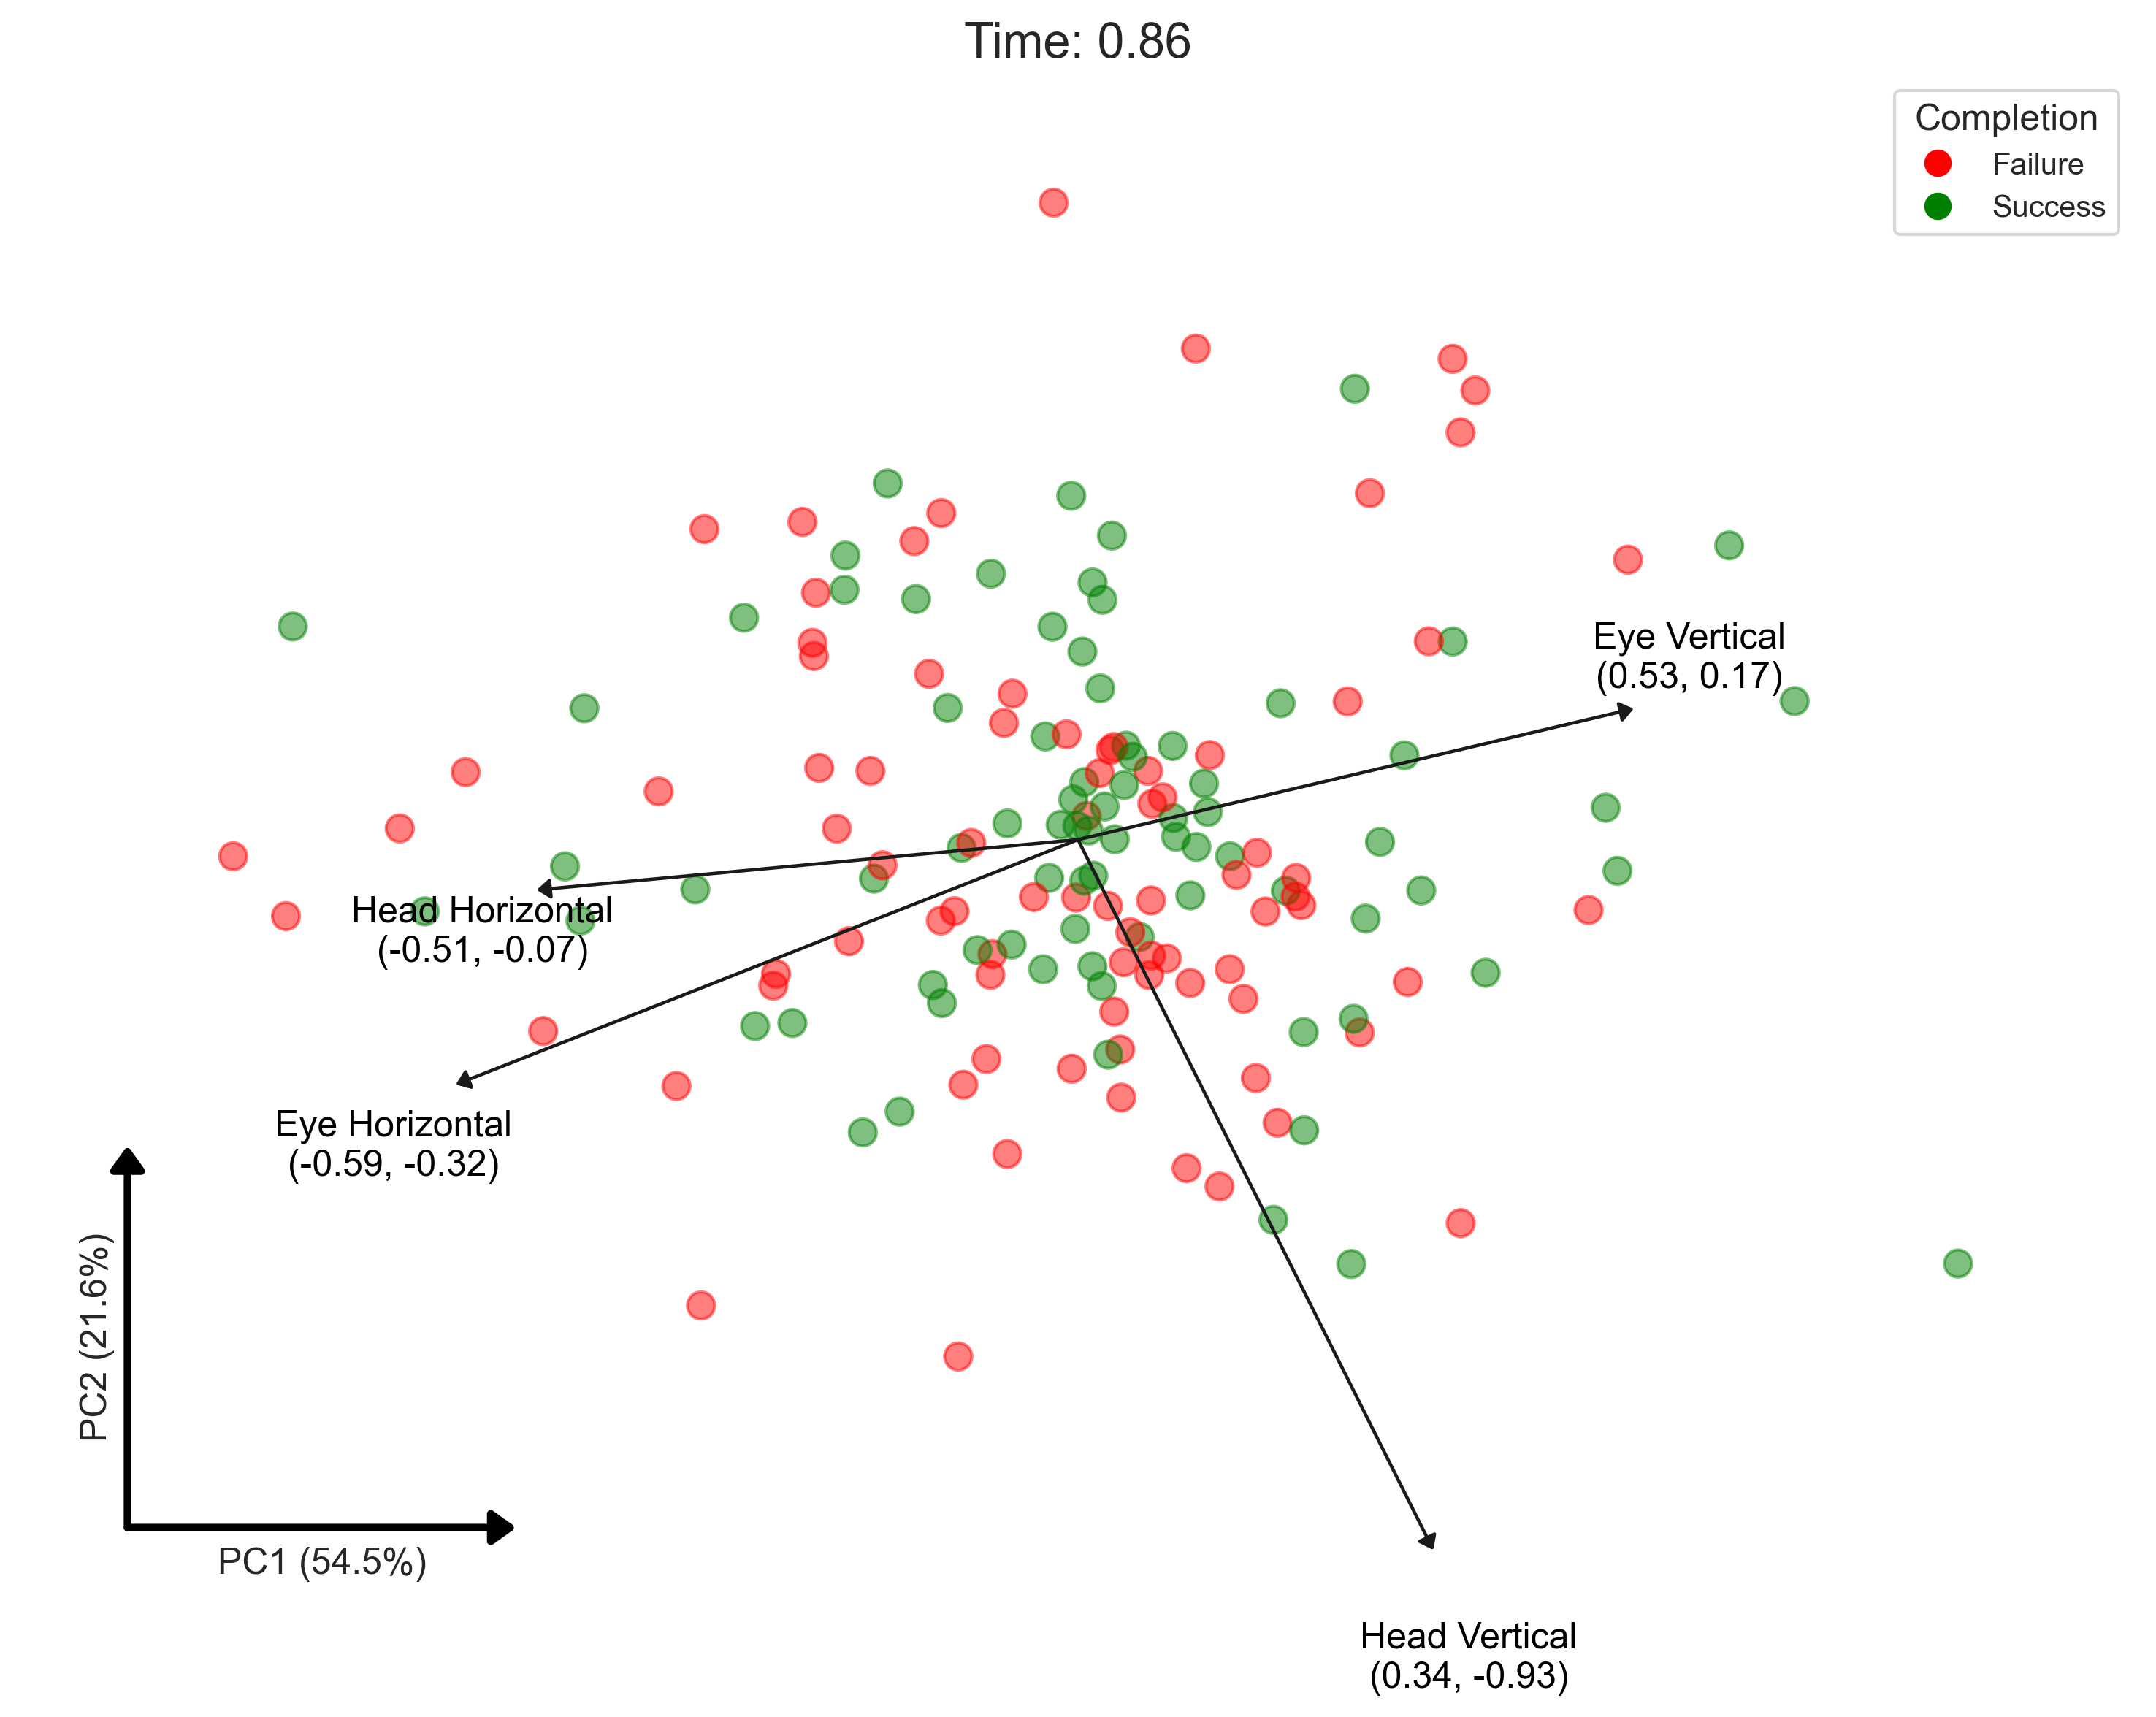 Time: 0.86
Completion
Failure
Success
Eye Vertical
(0.53, 0.17)
Head Horizontal
(-0.51, -0.07)
Eye Horizontal
(-0.59, -0.32)
PC2 (21.6%)
PC1 (54.5%)
Head Vertical
(0.34, -0.93)